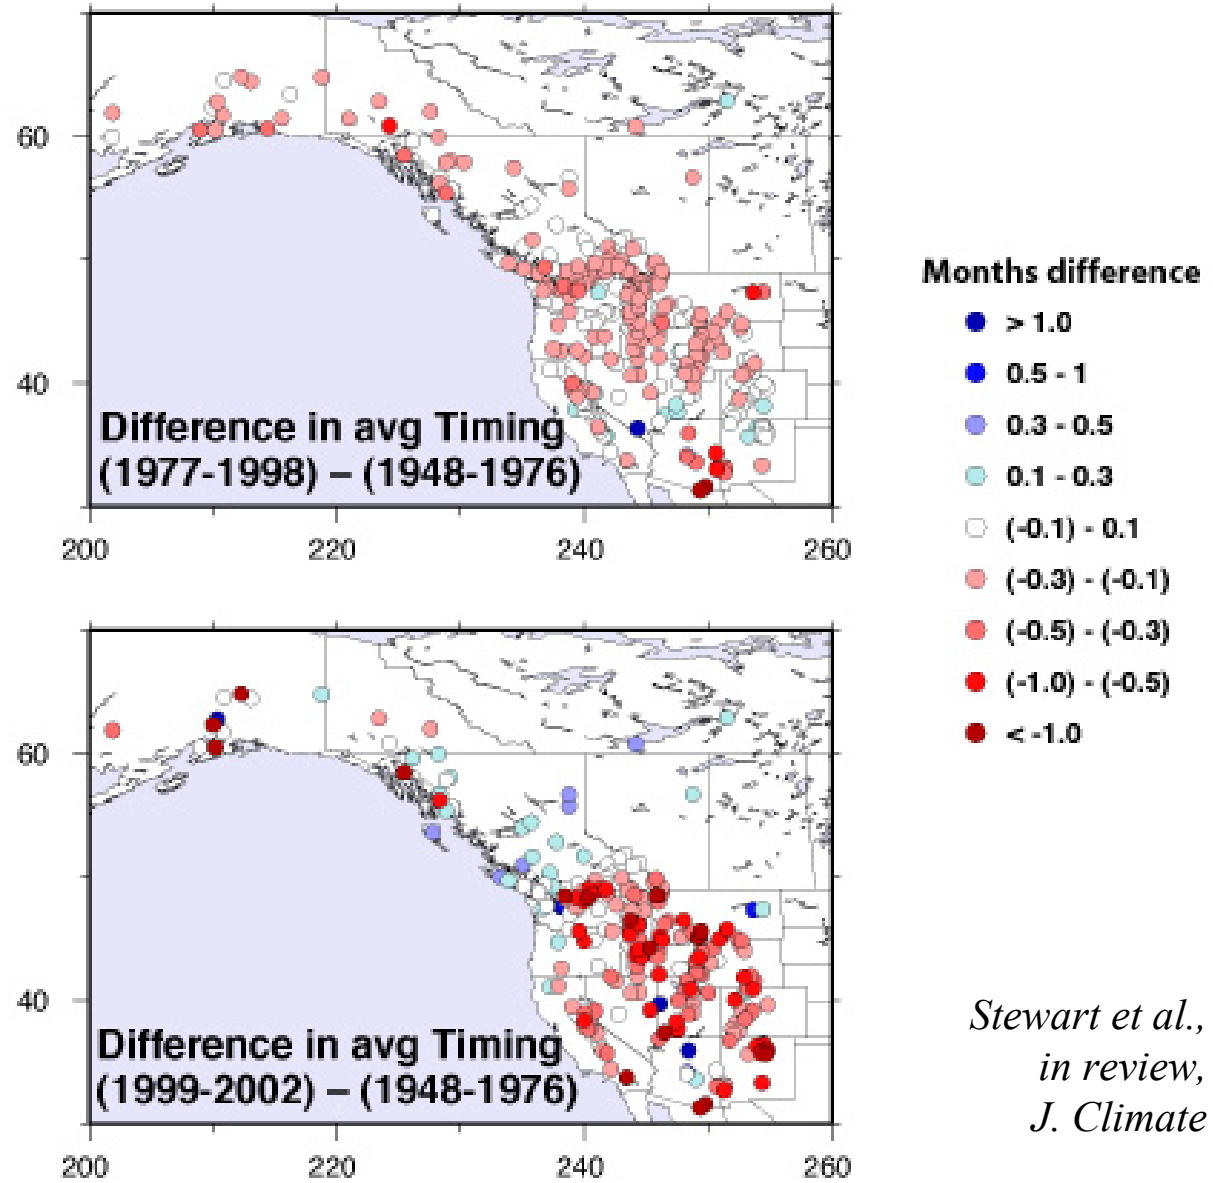 60
40
Difference in avg Timing
(1977-1998) – (1948-1976)
200 220 240 260
Months difference
> 1.0
0.5 - 1
0.3 - 0.5
0.1 - 0.3
(-0.1) - 0.1
(-0.3) - (-0.1)
(-0.5) - (-0.3)
(-1.0) - (-0.5)
< -1.0
60
40
Difference in avg Timing
(1999-2002) – (1948-1976)
200 220 240 260
Stewart et al.,
in review,
J. Climate